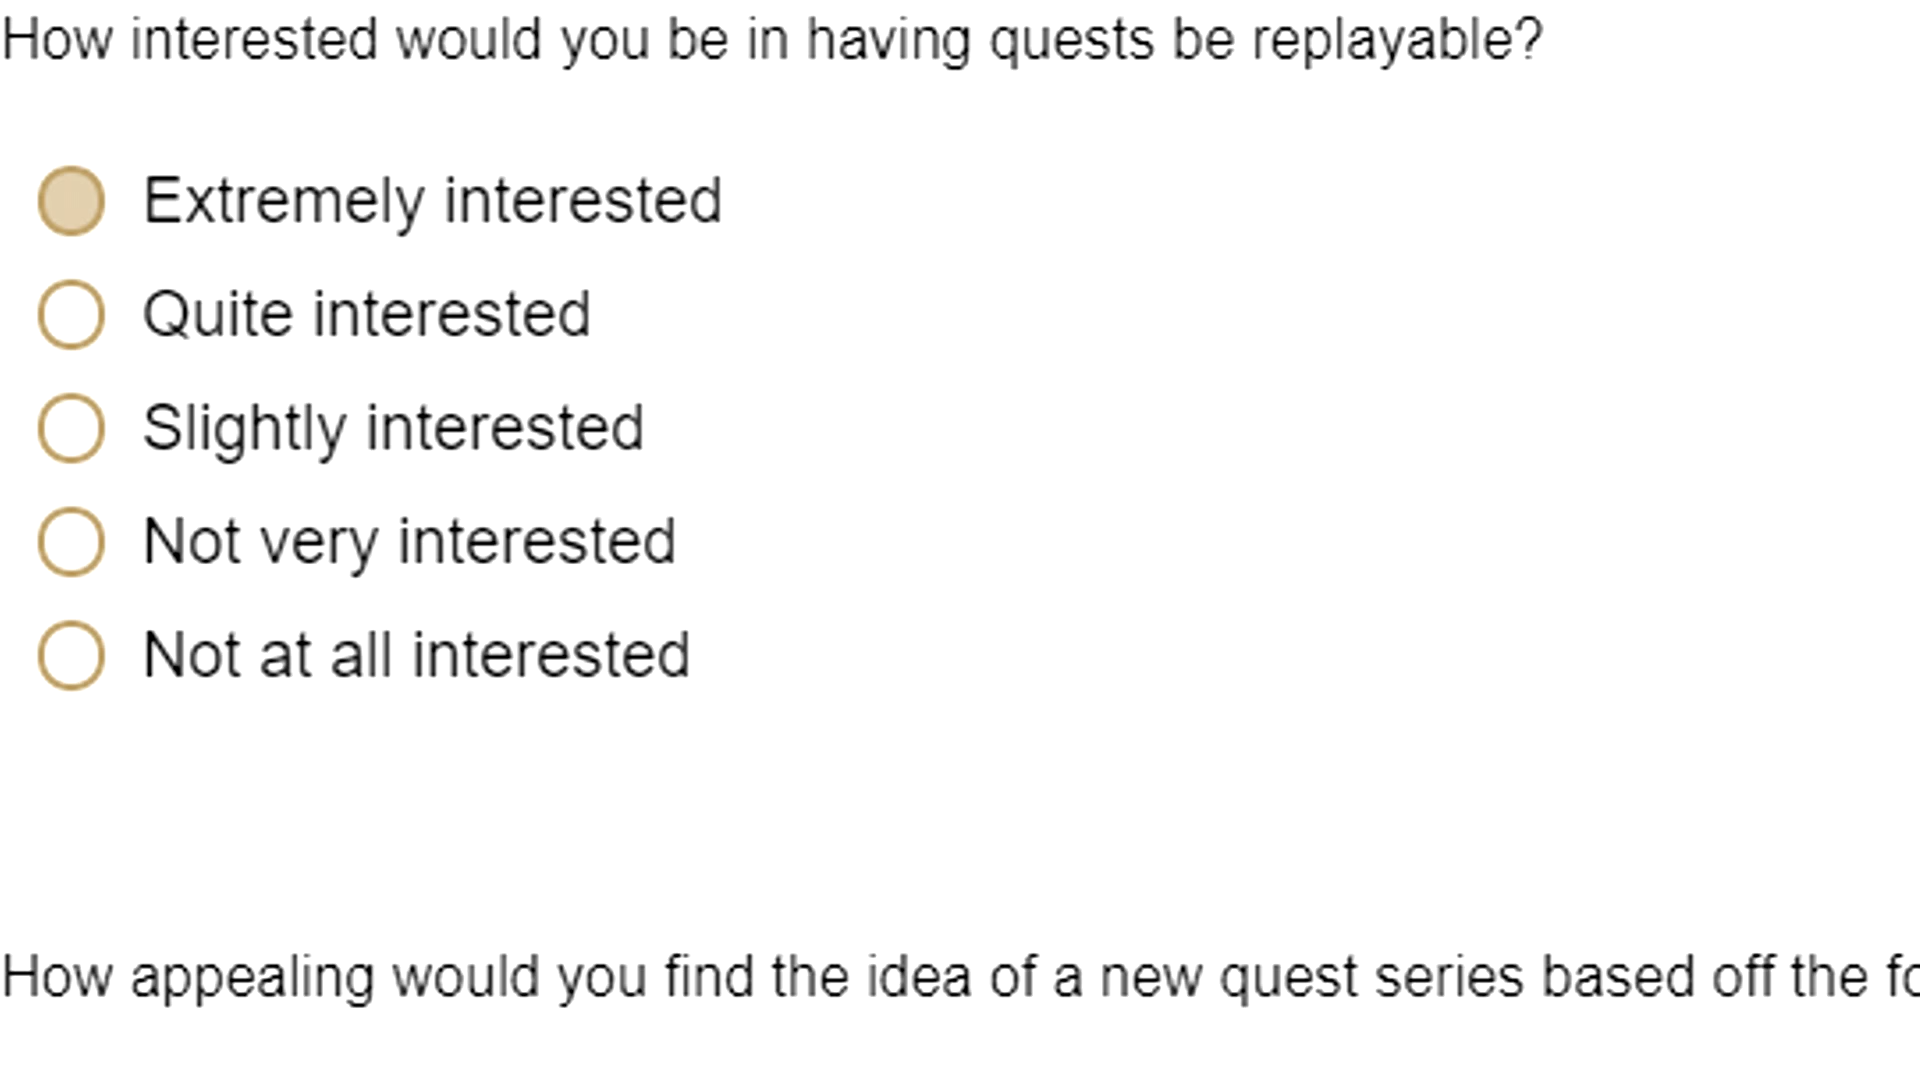 How interested would you be in having quests be replayable?
Extremely interested
Quite interested
Slightly interested
Not very interested
Not at all interested
How appealing would you find the idea of a new quest series based off the